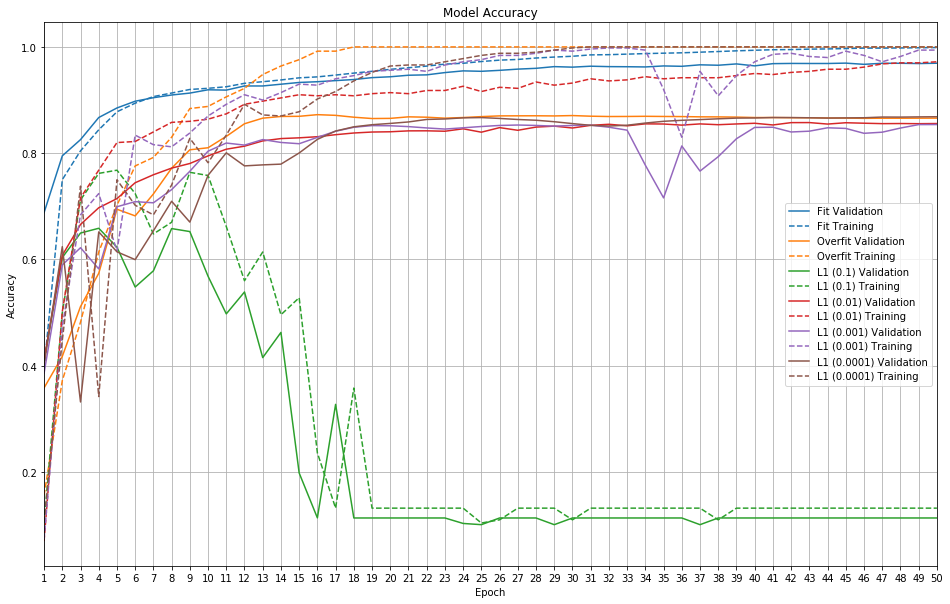 Model Accuracy
1.0
0.8
0.6
0.4
0.2
Accuracy
Fit Validation
Fit Training
Overfit Validation
Overfit Training
L1 (0.1) Validation
L1 (0.1) Training
L1 (0.01) Validation
L1 (0.01) Training
L1 (0.001) Validation
L1 (0.001) Training
L1 (0.0001) Validation
L1 (0.0001) Training
1 2 3 4 5 6 7 8 9 10 11 12 13 14 15 16 17 18 19 20 21 22 23 24 25 26 27 28 29 30 31 32 33 34 35 36 37 38 39 40 41 42 43 44 45 46 47 48 49 50
Epoch